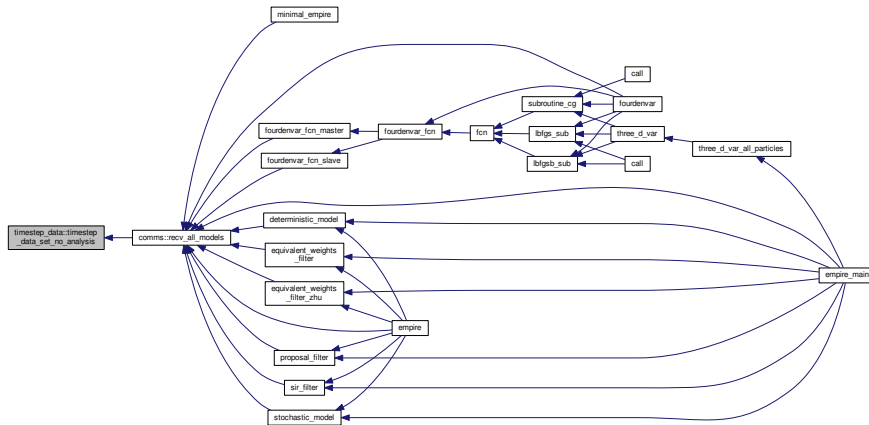 minimal_empire
call
subroutine_cg
fourdenvar
fourdenvar_fcn_master
fourdenvar_fcn
fcn
lbfgs_sub
three_d_var
three_d_var_all_particles
fourdenvar_fcn_slave
lbfgsb_sub
call
timestep_data::timestep
_data_set_no_analysis
comms::recv_all_models
deterministic_model
equivalent_weights
_filter
equivalent_weights
_filter_zhu
empire_main
empire
proposal_filter
sir_filter
stochastic_model